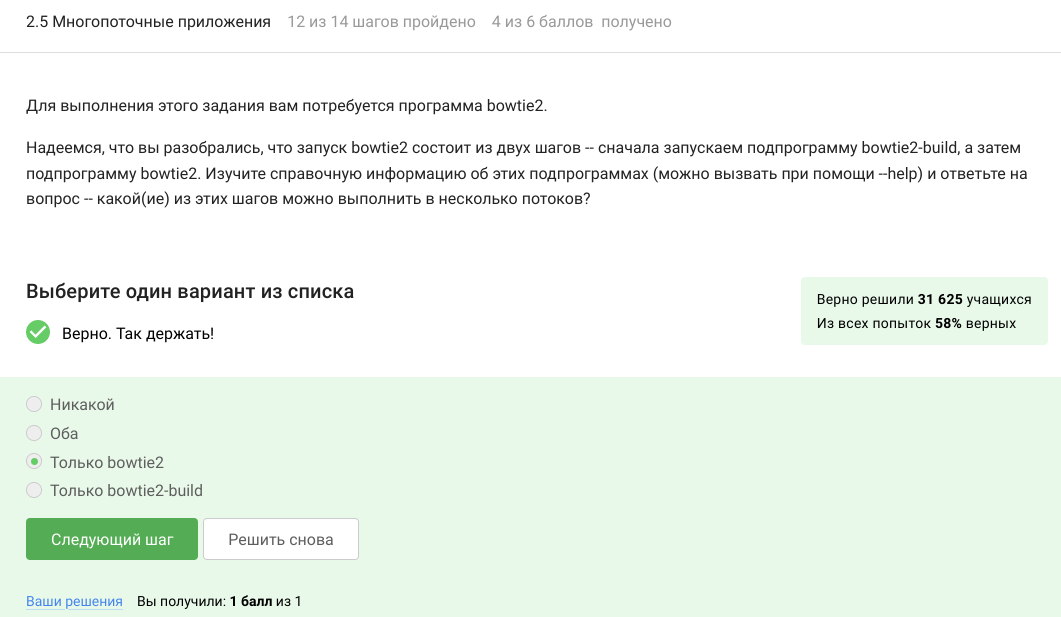 2.5 Многопоточные приложения 12 из 14 шагов пройдено 4 из 6 баллов получено
Для выполнения этого задания вам потребуется программа bowtie2.
Надеемся, что вы разобрались, что запуск bowtie2 состоит из двух шагов -- сначала запускаем подпрограмму bowtie2-build, а затем
подпрограмму bowtie2. Изучите справочную информацию об этих подпрограммах (можно вызвать при помощи --help) и ответьте на
вопрос -- какой(ие) из этих шагов можно выполнить в несколько потоков?
Выберите один вариант из списка
Верно. Так держать!
Верно решили 31 625 учащихся
Из всех попыток 58% верных
Никакой
Оба
Только bowtie2
Только bowtie2-build
Следующий шаг Решить снова
Ваши решения Вы получили: 1 балл из 1